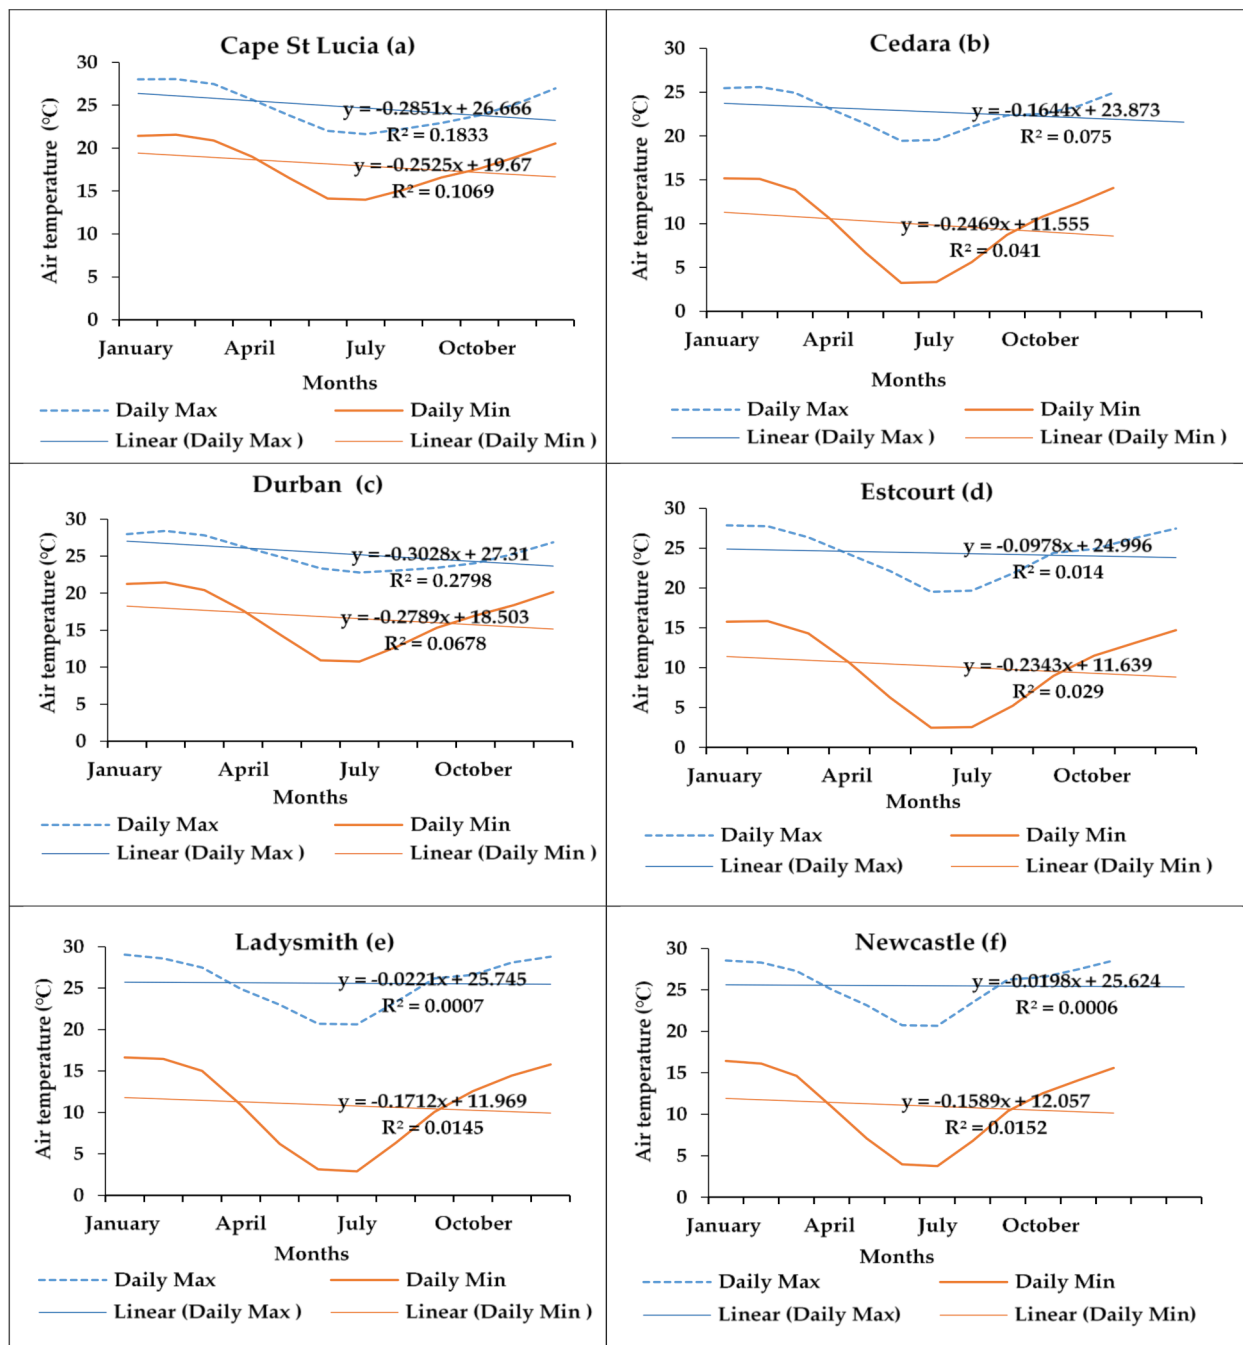 Cape St Lucia (a)
30
25
20
15
10
5
0
Air temperature (°C)
y = -0.2851x + 26.666
R² = 0.1833
y = -0.2525x + 19.67
R² = 0.1069
January April July October
Months
Daily Max Daily Min
Linear (Daily Max ) Linear (Daily Min )
Cedara (b)
30
25
20
15
10
5
0
Air temperature (°C)
y = -0.1644x + 23.873
R² = 0.075
y = -0.2469x + 11.555
R² = 0.041
January April July October
Months
Daily Max Daily Min
Linear (Daily Max ) Linear (Daily Min )
Durban (c)
30
25
20
15
10
5
0
Air temperature (°C)
y = -0.3028x + 27.31
R² = 0.2798
y = -0.2789x + 18.503
R² = 0.0678
January April July October
Months
Daily Max Daily Min
Linear (Daily Max ) Linear (Daily Min )
Estcourt (d)
30
25
20
15
10
5
0
Air temperature (°C)
y = -0.0978x + 24.996
R² = 0.014
y = -0.2343x + 11.639
R² = 0.029
January April July October
Months
Daily Max Daily Min
Linear (Daily Max) Linear (Daily Min )
Ladysmith (e)
30
25
20
15
10
5
0
Air temperature (°C)
y = -0.0221x + 25.745
R² = 0.0007
y = -0.1712x + 11.969
R² = 0.0145
January April July October
Months
Daily Max Daily Min
Linear (Daily Max ) Linear (Daily Min )
Newcastle (f)
30
25
20
15
10
5
0
Air temperature (°C)
y = -0.0198x + 25.624
R² = 0.0006
y = -0.1589x + 12.057
R² = 0.0152
January April July October
Months
Daily Max Daily Min
Linear (Daily Max) Linear (Daily Min)